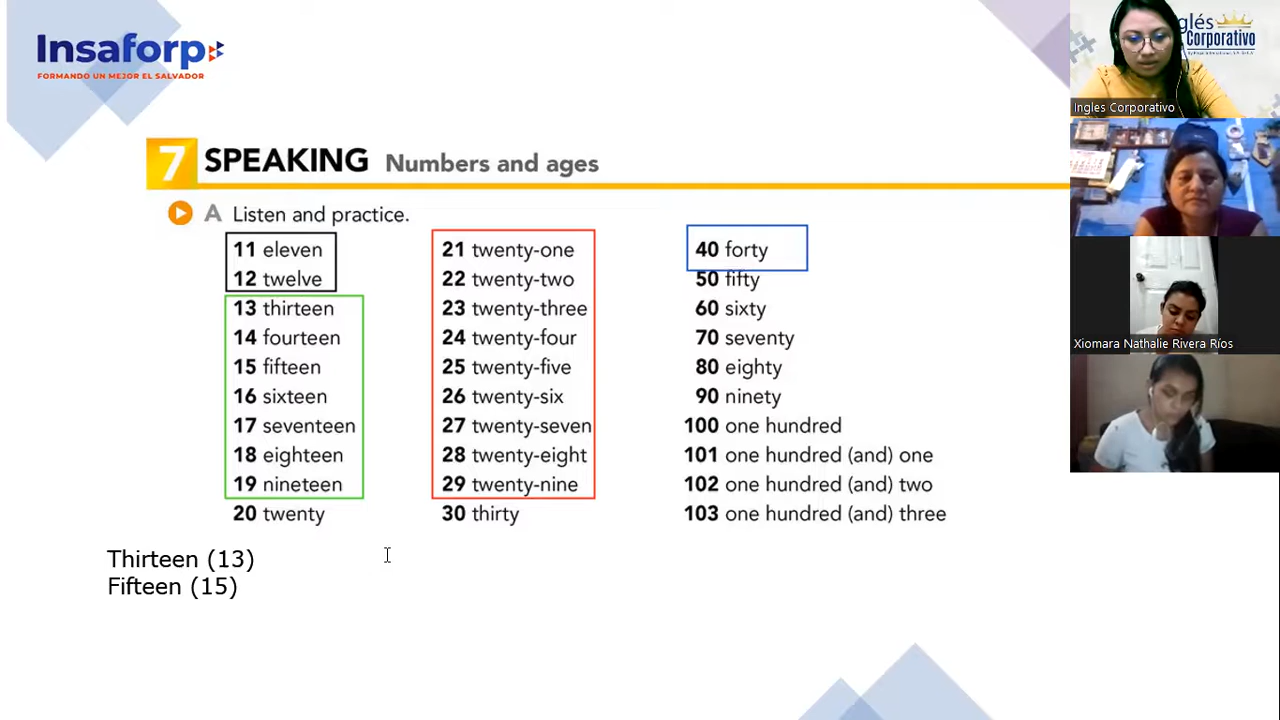 Insaforp
FORMANDO UN MEJOR EL SALVADOR
7 SPEAKING Numbers and ages
A Listen and practice.
11 eleven
12 twelve
13 thirteen
14 fourteen
15 fifteen
16 sixteen
17 seventeen
18 eighteen
19 nineteen
20 twenty
21 twenty-one
22 twenty-two
23 twenty-three
24 twenty-four
25 twenty-five
26 twenty-six
27 twenty-seven
28 twenty-eight
29 twenty-nine
30 thirty
40 forty
50 fifty
60 sixty
70 seventy
80 eighty
90 ninety
100 one hundred
101 one hundred (and) one
102 one hundred (and) two
103 one hundred (and) three
Thirteen (13)
Fifteen (15)
Corporativo
Ingles Corporativo
Xiomara Nathalie Rivera Ríos